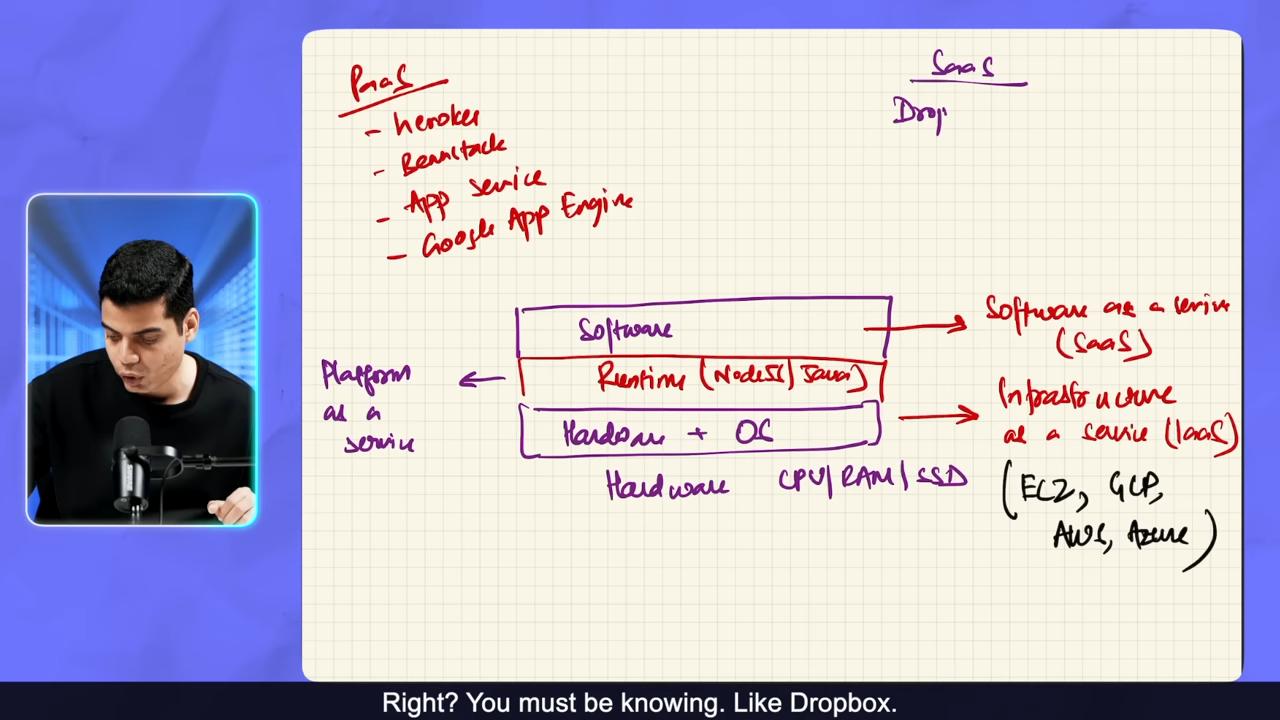 PaaS
- heroku
- Beanstack
- App service
- Google App Engine
SaaS
Drop
Software
Runtime (NodeJS| Java)
Hardware + OS
Hardware CPU/RAM/SSD
Platform
as a
service
Software as a service
(SaaS)
Infrastructure
as a service (IaaS)
(EC2, GCP,
AWS, Azure)
Right? You must be knowing. Like Dropbox.